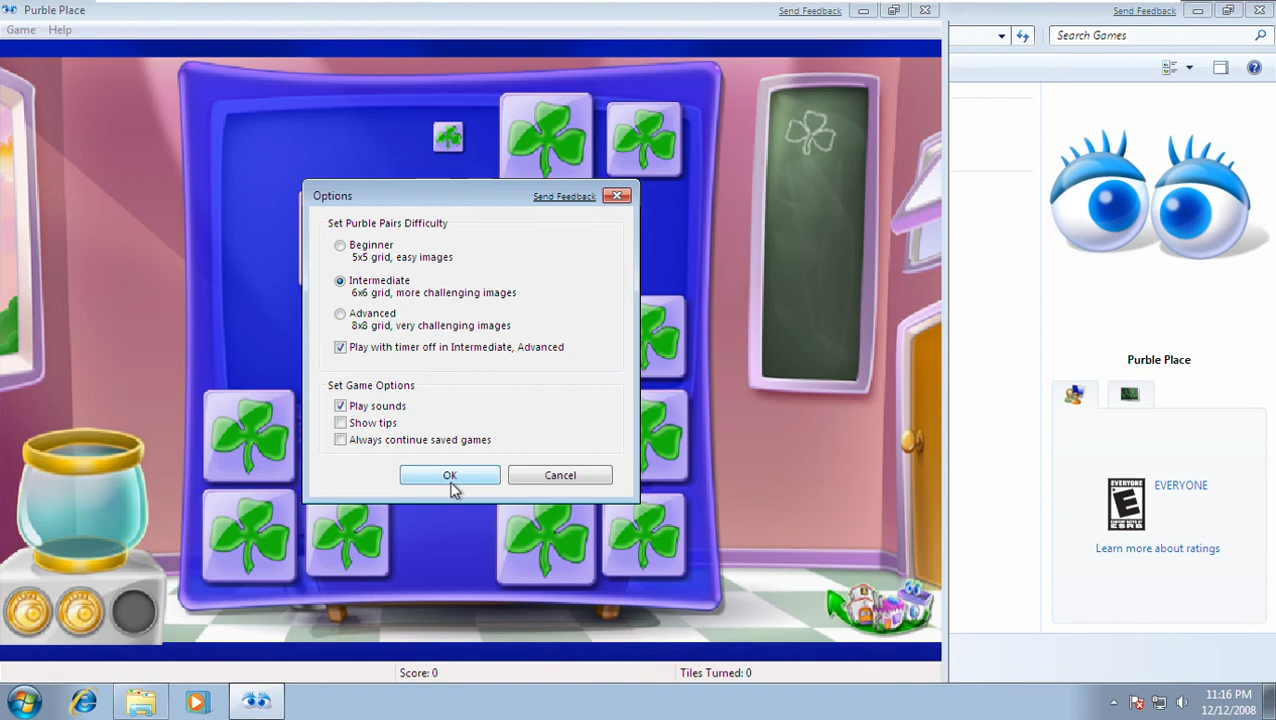 Purble Place
Send Feedback
Send Feedback
Game Help
Search Games
Options
Send Feedback
Set Purble Pairs Difficulty
Beginner
5x5 grid, easy images
Intermediate
6x6 grid, more challenging images
Advanced
8x8 grid, very challenging images
Play with timer off in Intermediate, Advanced
Set Game Options
Play sounds
Show tips
Always continue saved games
OK
Cancel
Purble Place
EVERYONE
E
EVERYONE
ESRB
Learn more about ratings
Score: 0
Tiles Turned: 0
11:16 PM
12/12/2008